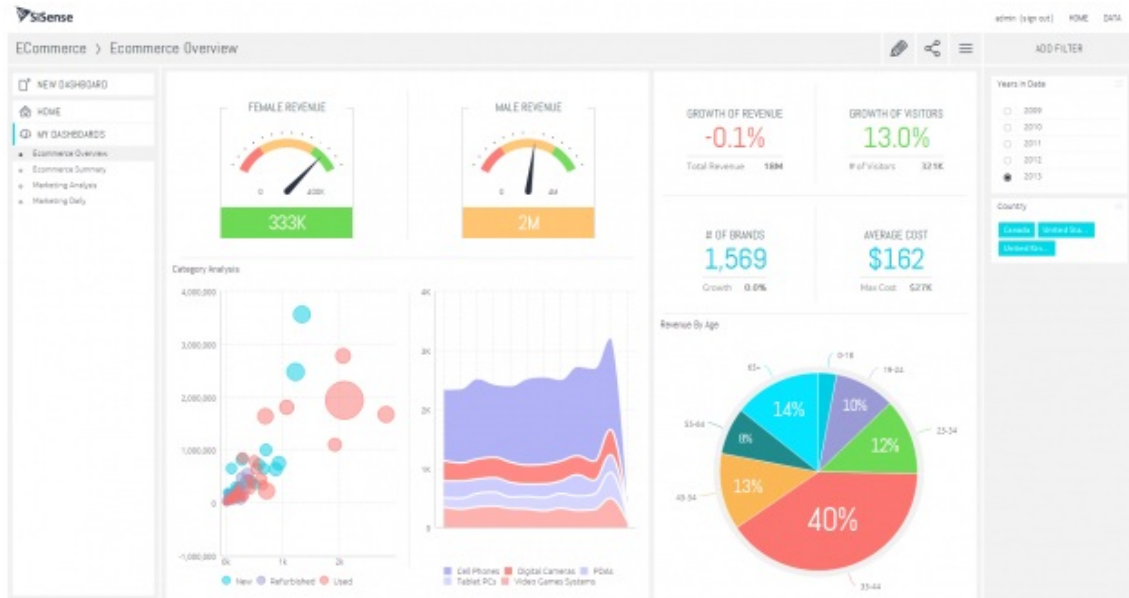 SiSense
admin (sign out) HOME DATA
ECommerce > Ecommerce Overview
ADD FILTER
NEW DASHBOARD
HOME
MY DASHBOARDS
Ecommerce Overview
Ecommerce Summary
Marketing Analysis
Marketing Daily
FEMALE REVENUE
0 400K
333K
MALE REVENUE
0 4M
2M
GROWTH OF REVENUE
-0.1%
Total Revenue 18M
GROWTH OF VISITORS
13.0%
# of Visitors 321K
# OF BRANDS
1,569
Growth 0.0%
AVERAGE COST
$162
Max Cost $27K
Years in Date
2009
2010
2011
2012
2013
Country
Canada United Sta...
United Kin...
Category Analysis
4,000,000
3,000,000
2,000,000
1,000,000
0
-1,000,000
0k 1k 2k
New Refurbished Used
4K
3K
2K
1K
0
Cell Phones Digital Cameras PDAs
Tablet PCs Video Games Systems
Revenue By Age
0-18
19-24
25-34
35-44
45-54
55-64
65+
10%
12%
40%
13%
8%
14%